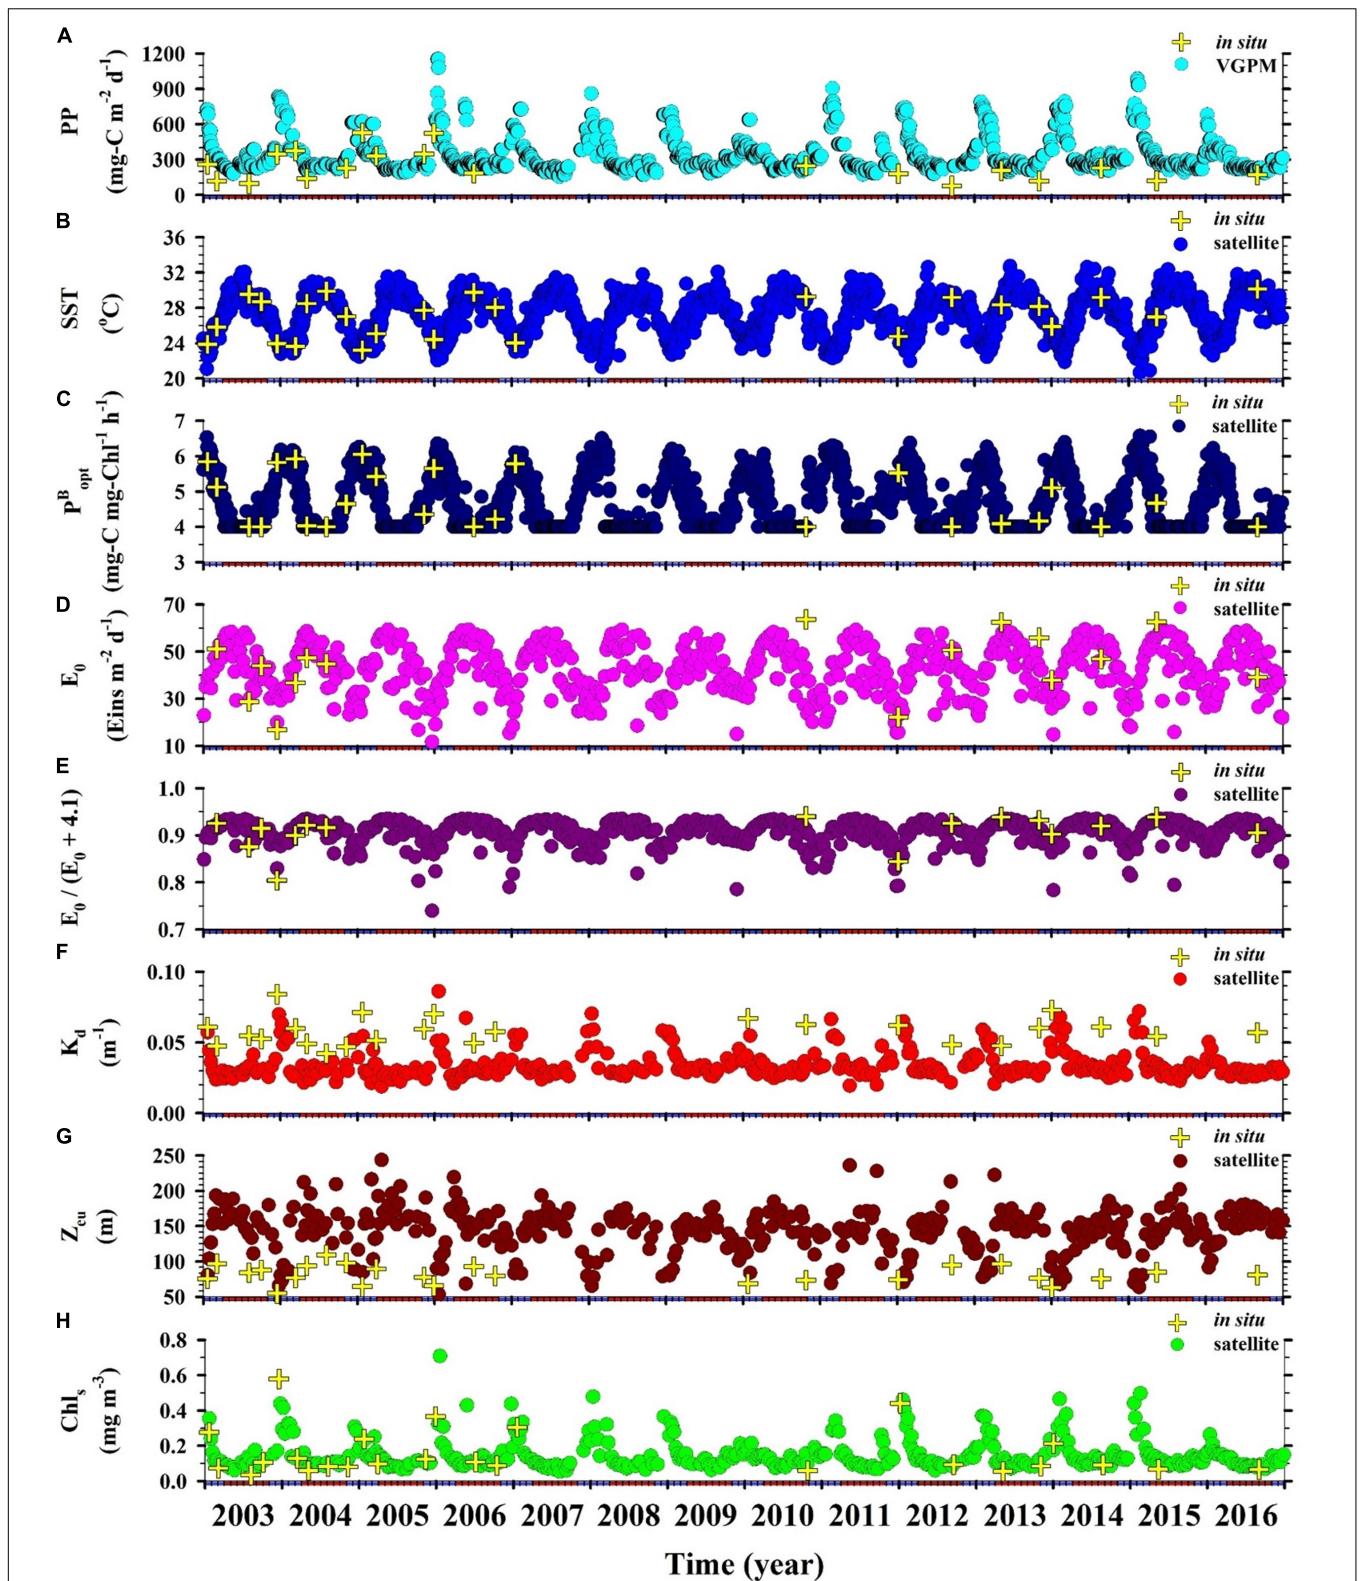 A
in situ
VGPM
1200
900
600
300
0
PP
(mg-C m-2 d-1)
B
in situ
satellite
36
32
28
24
20
SST
(ºC)
C
in situ
satellite
7
6
5
4
3
PBopt
(mg-C mg-Chl-1 h-1)
D
in situ
satellite
70
50
30
10
E0
(Eins m-2 d-1)
E
in situ
satellite
1.0
0.9
0.8
0.7
E0 / (E0 + 4.1)
F
in situ
satellite
0.10
0.05
0.00
Kd
(m-1)
G
in situ
satellite
250
200
150
100
50
Zeu
(m)
H
in situ
satellite
0.8
0.6
0.4
0.2
0.0
Chls
(mg m-3)
2003 2004 2005 2006 2007 2008 2009 2010 2011 2012 2013 2014 2015 2016
Time (year)